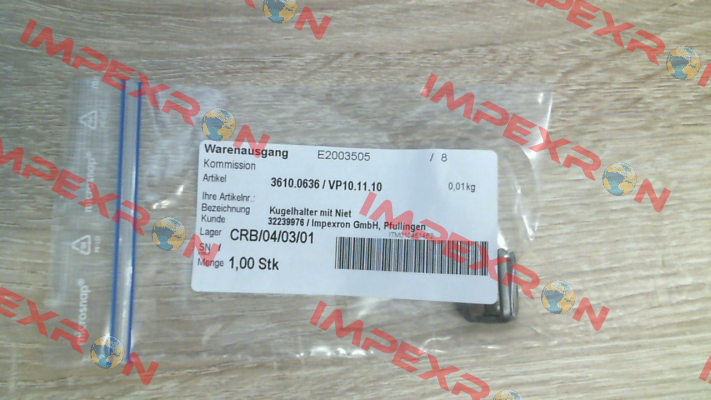 Warenausgang E2003505 / 8
Kommission
Artikel 3610.0636 / VP10.11.10 0,01kg
Ihre Artikelnr.:
Bezeichnung Kugelhalter mit Niet
Kunde 32239976 / Impexron GmbH, Pfullingen
Lager CRB/04/03/01
SN /
Menge 1,00 Stk
IMPEXRON
IMPEXRON
IMPEXRON
IMPEXRON
IMPEXRON